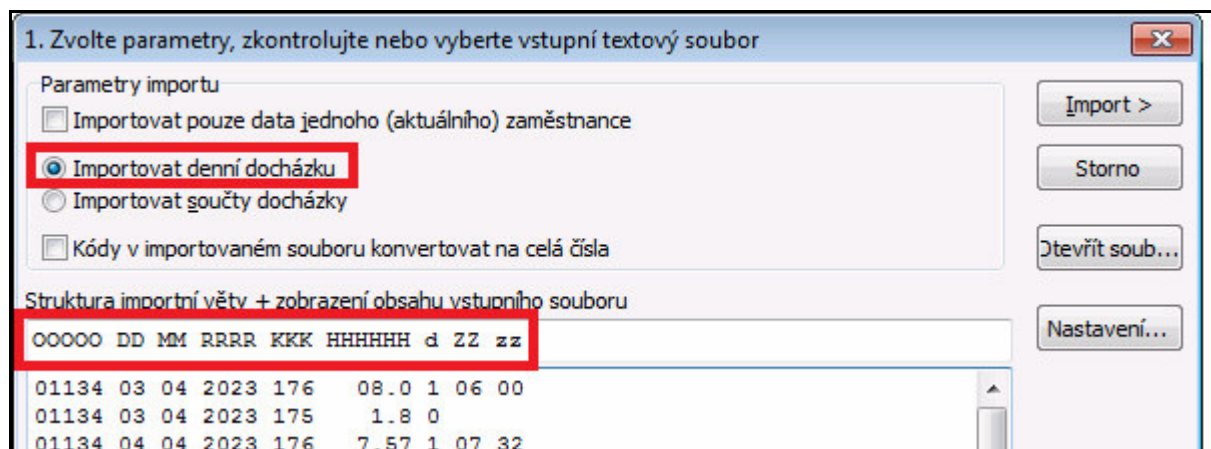 1. Zvolte parametry, zkontrolujte nebo vyberte vstupní textový soubor
Parametry importu
Importovat pouze data jednoho (aktuálního) zaměstnance
Importovat denní docházku
Importovat součty docházky
Kódy v importovaném souboru konvertovat na celá čísla
Import >
Storno
Otevřít soub...
Nastavení...
Struktura importní věty + zobrazení obsahu vstupního souboru
OOOOO DD MM RRRR KKK HHHHHH d ZZ zz
01134 03 04 2023 176 08.0 1 06 00
01134 03 04 2023 175 1.8 0
01134 04 04 2023 176 7.57 1 07 32